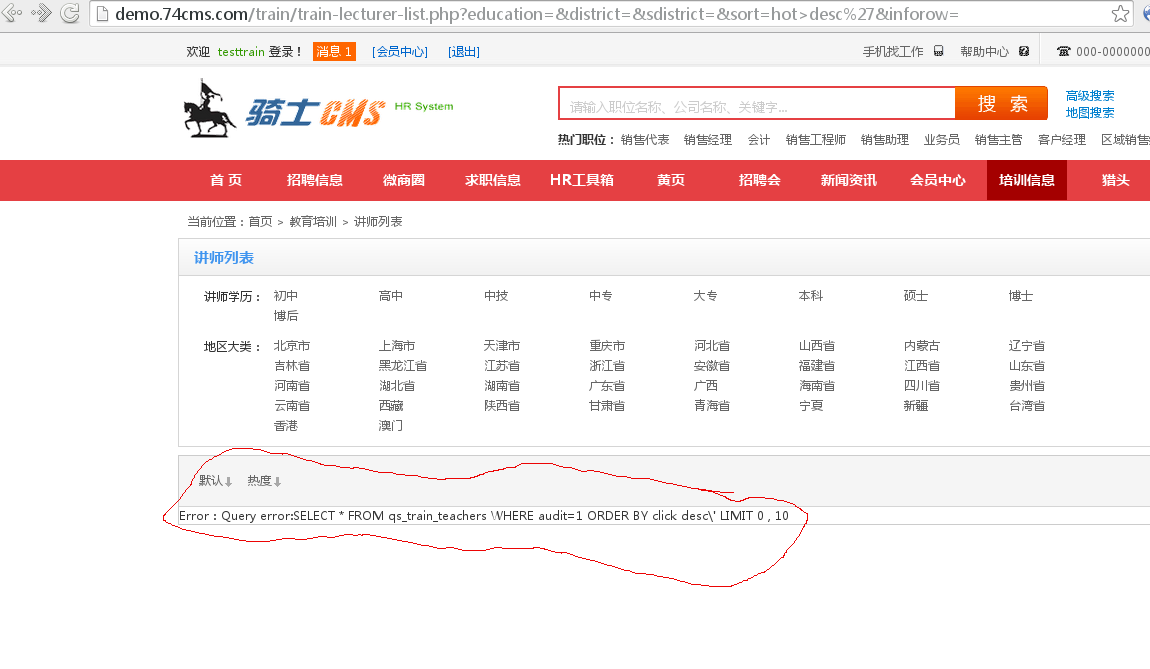 demo.74cms.com/train/train-lecturer-list.php?education=&district=&sdistrict=&sort=hot>desc%27&inforow=
欢迎 testtrain 登录！ 消息 1 [会员中心] [退出] 手机找工作 帮助中心 000-0000000
骑士CMS HR System
请输入职位名称、公司名称、关键字... 搜 索 高级搜索
地图搜索
热门职位： 销售代表 销售经理 会计 销售工程师 销售助理 业务员 销售主管 客户经理 区域销售
首 页 招聘信息 微商圈 求职信息 HR工具箱 黄页 招聘会 新闻资讯 会员中心 培训信息 猎头
当前位置：首页 > 教育培训 > 讲师列表
讲师列表
讲师学历： 初中 高中 中技 中专 大专 本科 硕士 博士
博后
地区大类： 北京市 上海市 天津市 重庆市 河北省 山西省 内蒙古 辽宁省
吉林省 黑龙江省 江苏省 浙江省 安徽省 福建省 江西省 山东省
河南省 湖北省 湖南省 广东省 广西 海南省 四川省 贵州省
云南省 西藏 陕西省 甘肃省 青海省 宁夏 新疆 台湾省
香港 澳门
默认 热度
Error：Query error:SELECT * FROM qs_train_teachers WHERE audit=1 ORDER BY click desc\' LIMIT 0 , 10